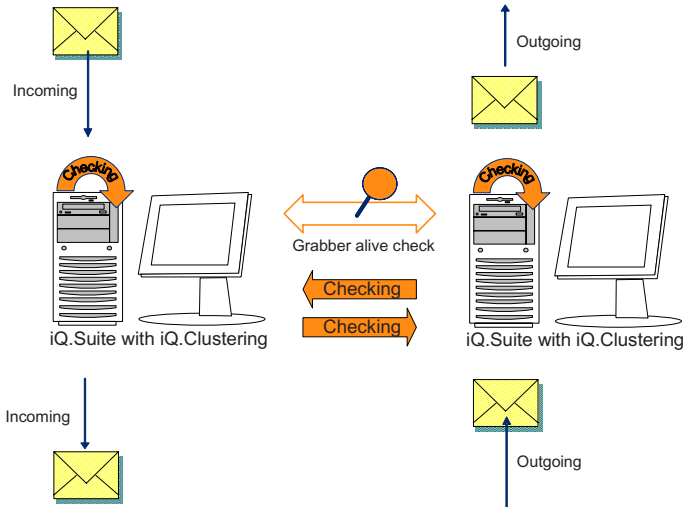 Outgoing
Incoming
Checking
Checking
Grabber alive check
Checking
Checking
iQ.Suite with iQ.Clustering
iQ.Suite with iQ.Clustering
Incoming
Outgoing